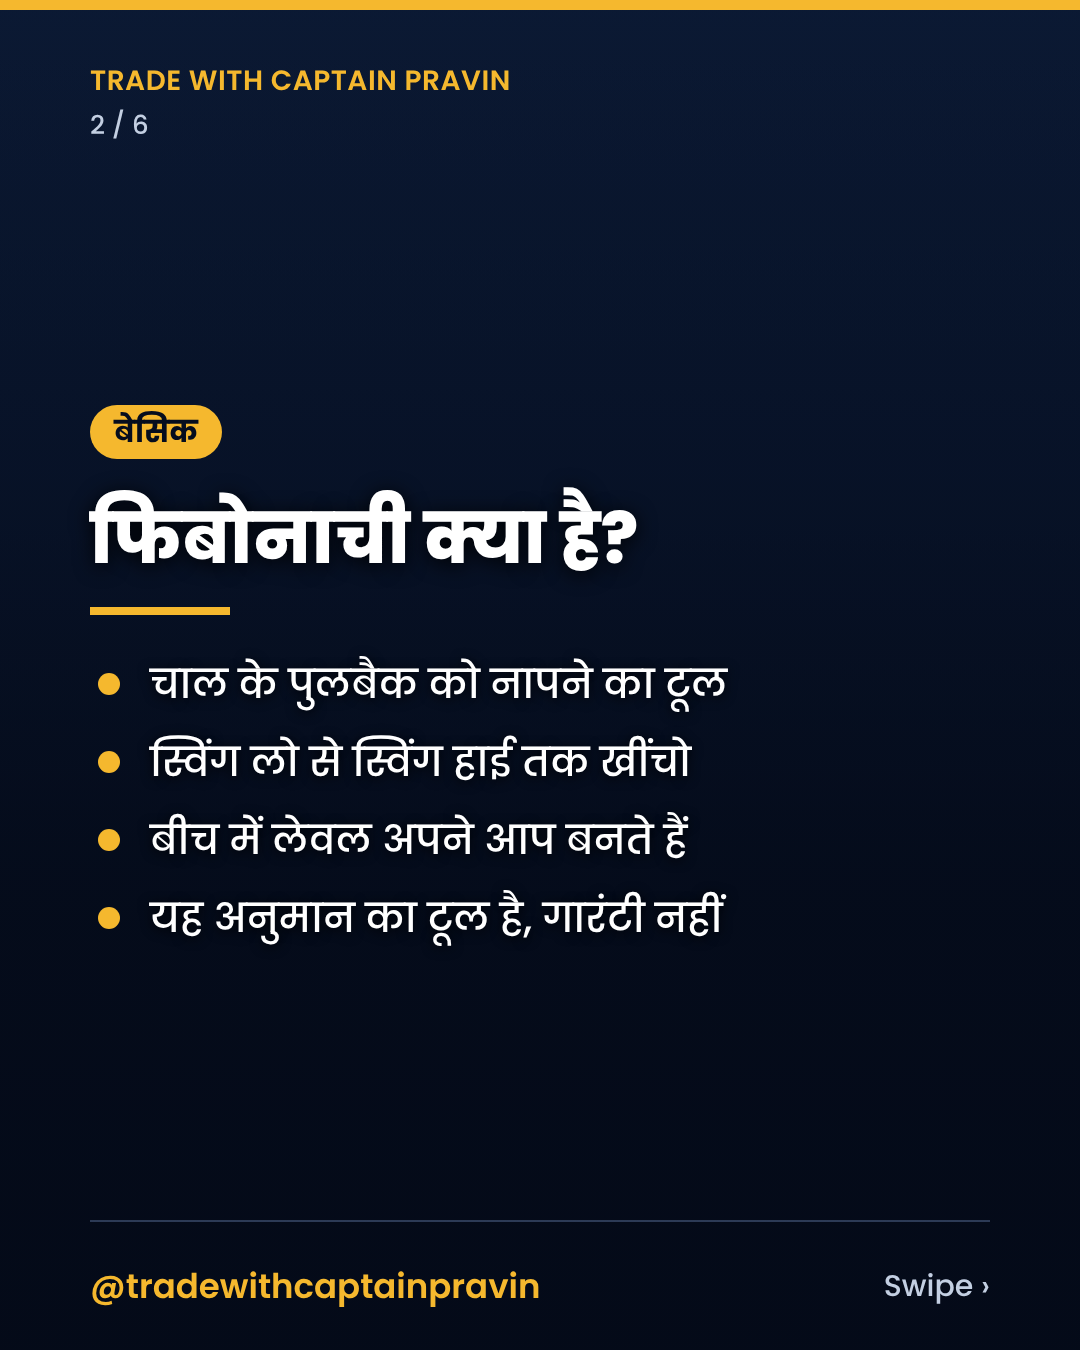 TRADE WITH CAPTAIN PRAVIN
2 / 6
बेसिक
फिबोनाची क्या है?
चाल के पुलबैक को नापने का टूल
स्विंग लो से स्विंग हाई तक खींचो
बीच में लेवल अपने आप बनते हैं
यह अनुमान का टूल है, गारंटी नहीं
@tradewithcaptainpravin
Swipe ›